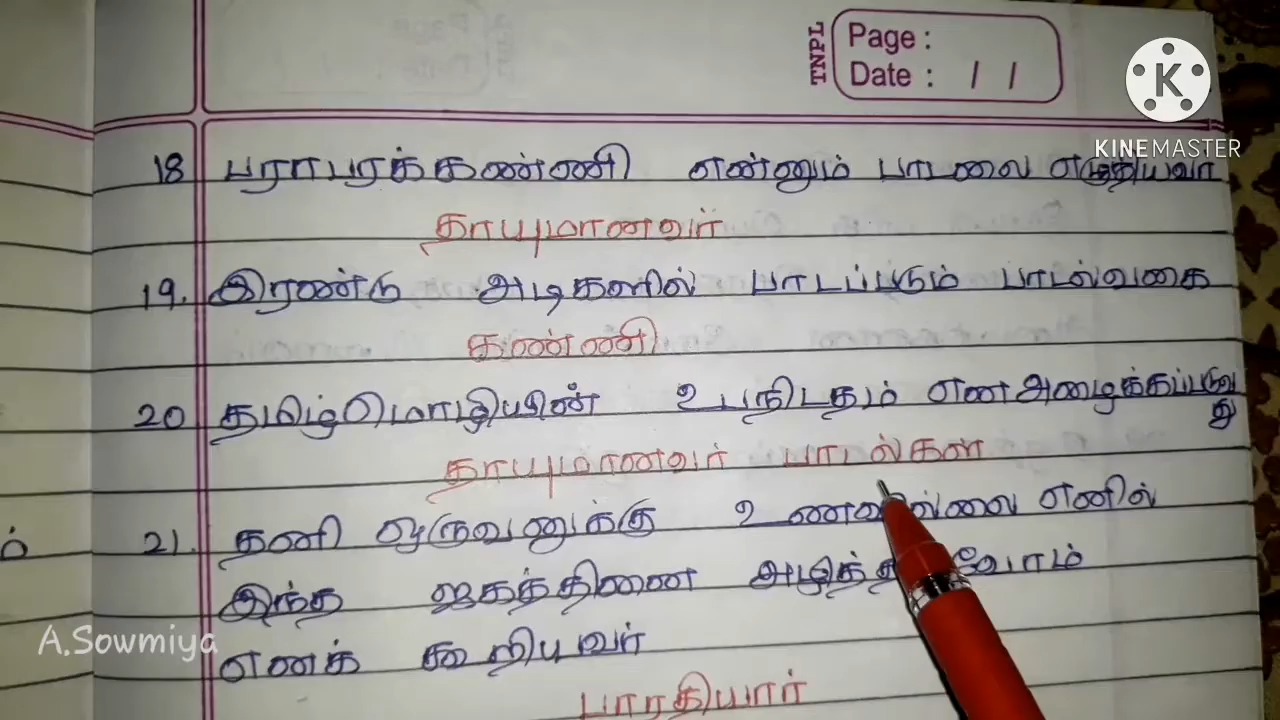 TNPL
Page :
Date : / /
K
KINEMASTER
18 பராபரக்கண்ணி என்னும் பாடலை எழுதியவர்
தாயுமானவர்
19. இரண்டு அடிகளில் பாடப்படும் பாடல்வகை
கண்ணி
20 தமிழ்மொழியின் உபநிடதம் என அழைக்கப்படுவ
து
தாயுமானவர் பாடல்கள்
21. தனி ஒருவனுக்கு உணவில்லை எனில்
இந்த ஜகத்தினை
எனக் கூறியவர்
பாரதியார்
ம்
A.Sowmiya